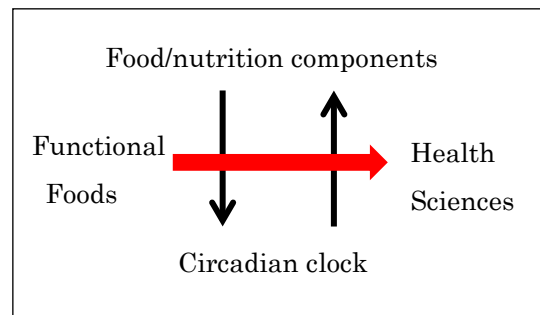 Food/nutrition components
Functional
Foods
Health
Sciences
Circadian clock